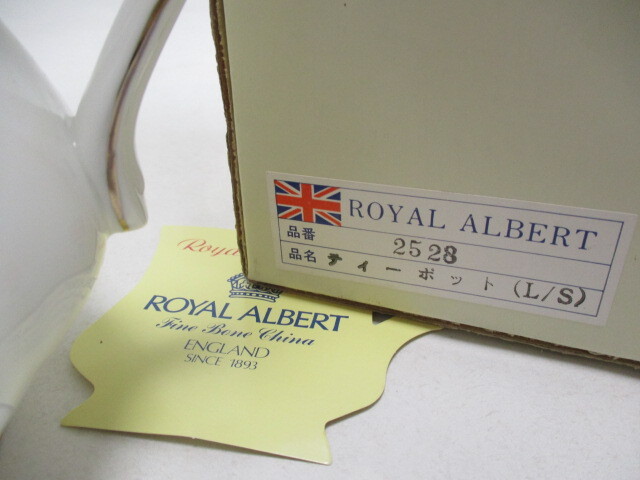 ROYAL ALBERT
品番 2528
品名 ティーポット(L/S)
Roya
ROYAL ALBERT
Fine Bone China
ENGLAND
SINCE 1893